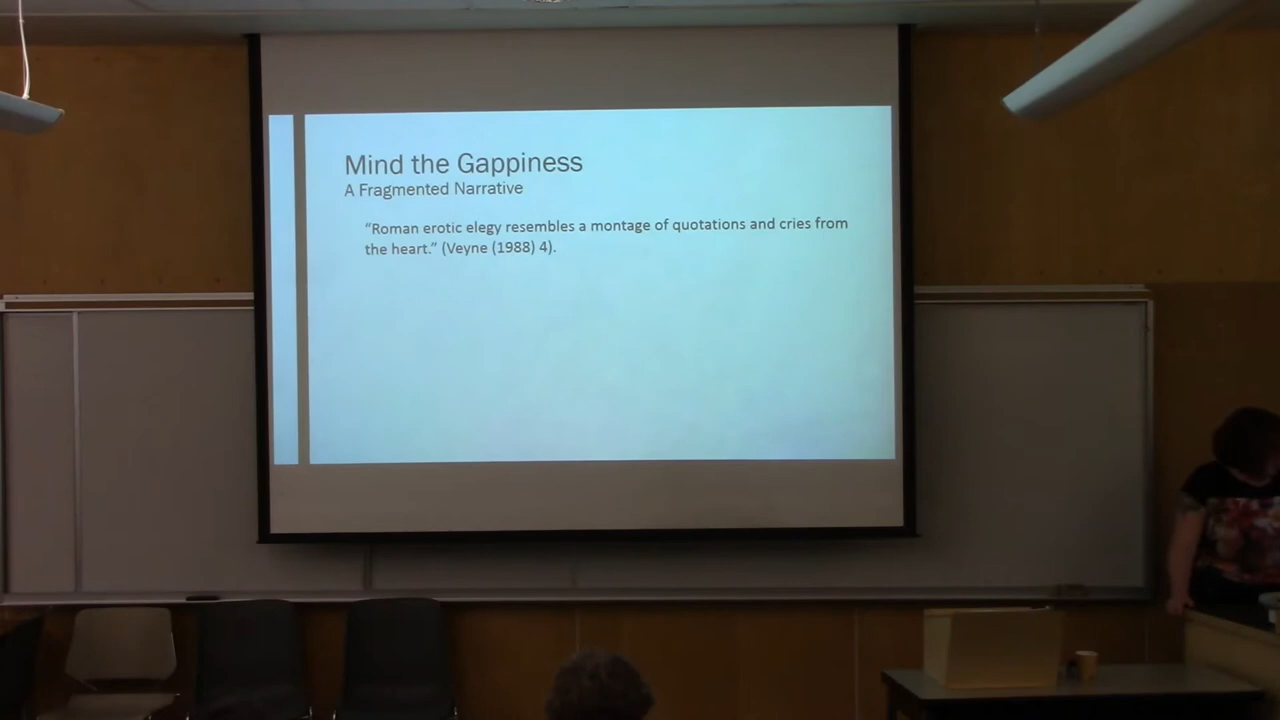 Mind the Gappiness
A Fragmented Narrative
“Roman erotic elegy resembles a montage of quotations and cries from
the heart.” (Veyne (1988) 4).